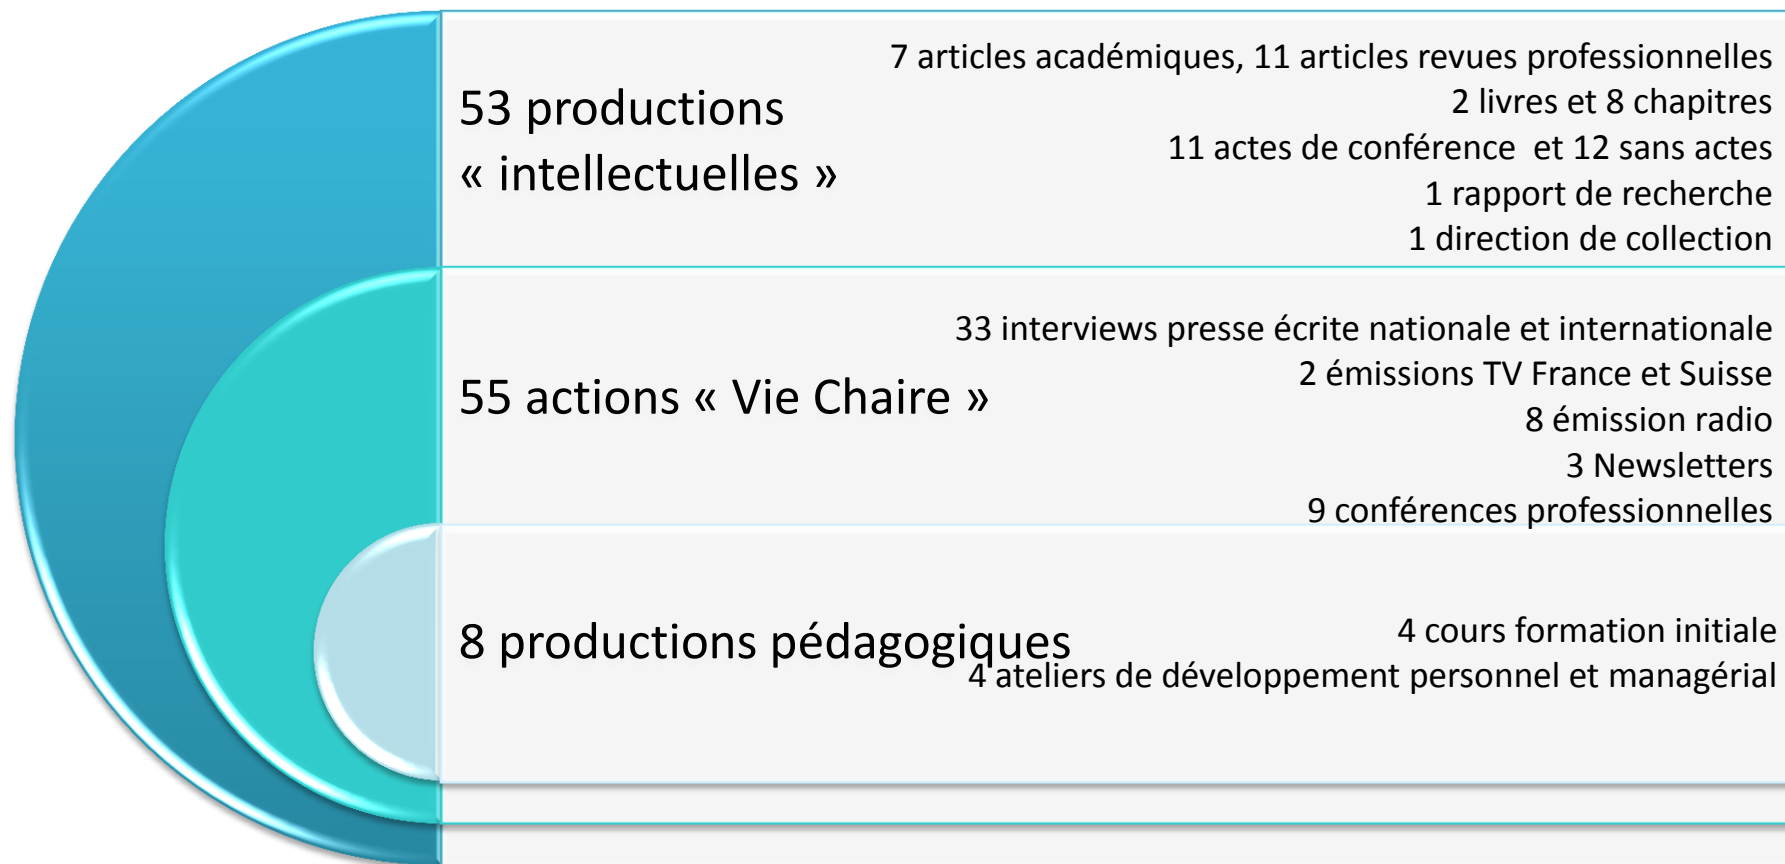 53 productions
« intellectuelles »
7 articles académiques, 11 articles revues professionnelles
2 livres et 8 chapitres
11 actes de conférence  et 12 sans actes
1 rapport de recherche
1 direction de collection
55 actions « Vie Chaire »
33 interviews presse écrite nationale et internationale
2 émissions TV France et Suisse
8 émission radio
3 Newsletters
9 conférences professionnelles
8 productions pédagogiques
4 cours formation initiale
4 ateliers de développement personnel et managérial